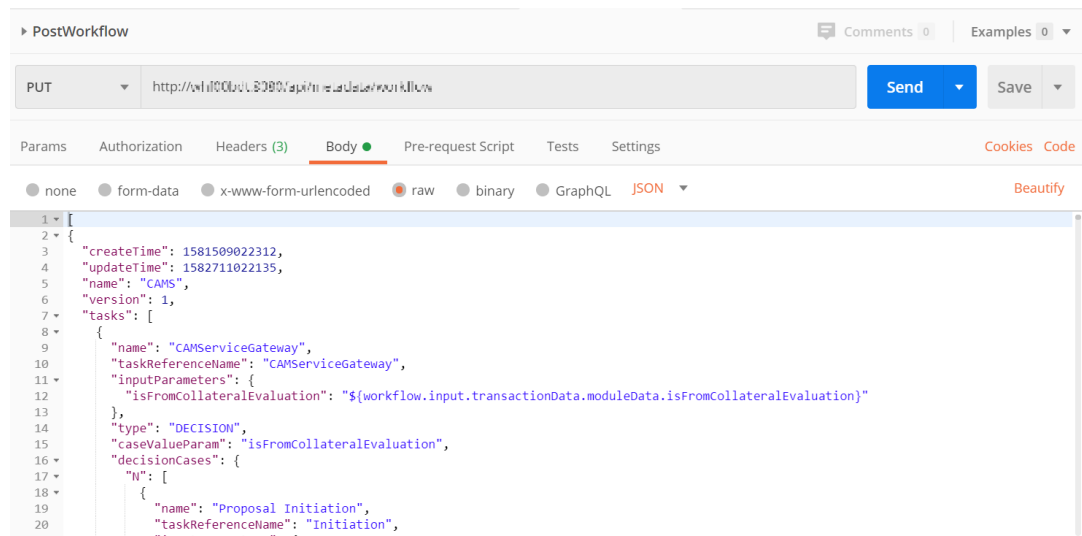 PostWorkflow
Comments 0
Examples 0
PUT
http://
Send
Save
Params Authorization Headers (3) Body Pre-request Script Tests Settings Cookies Code
none form-data x-www-form-urlencoded raw binary GraphQL JSON Beautify
1 [
2 {
3 "createTime": 1581509022312,
4 "updateTime": 1582711022135,
5 "name": "CAMS",
6 "version": 1,
7 "tasks": [
8 {
9 "name": "CAMServiceGateway",
10 "taskReferenceName": "CAMServiceGateway",
11 "inputParameters": {
12 "isFromCollateralEvaluation": "${workflow.input.transactionData.moduleData.isFromCollateralEvaluation}"
13 },
14 "type": "DECISION",
15 "caseValueParam": "isFromCollateralEvaluation",
16 "decisionCases": {
17 "N": [
18 {
19 "name": "Proposal Initiation",
20 "taskReferenceName": "Initiation",